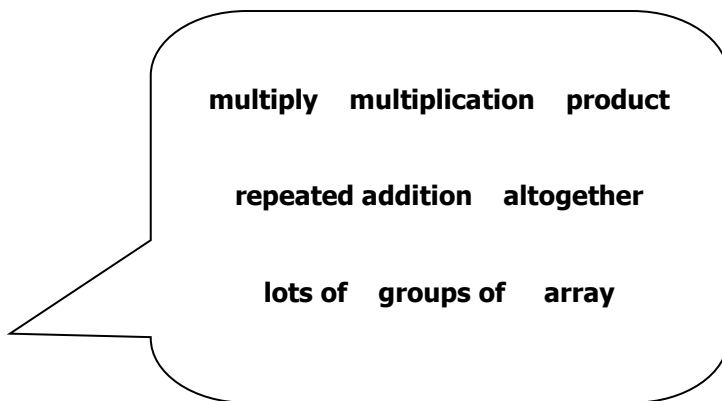 multiply multiplication product
repeated addition altogether
lots of groups of array